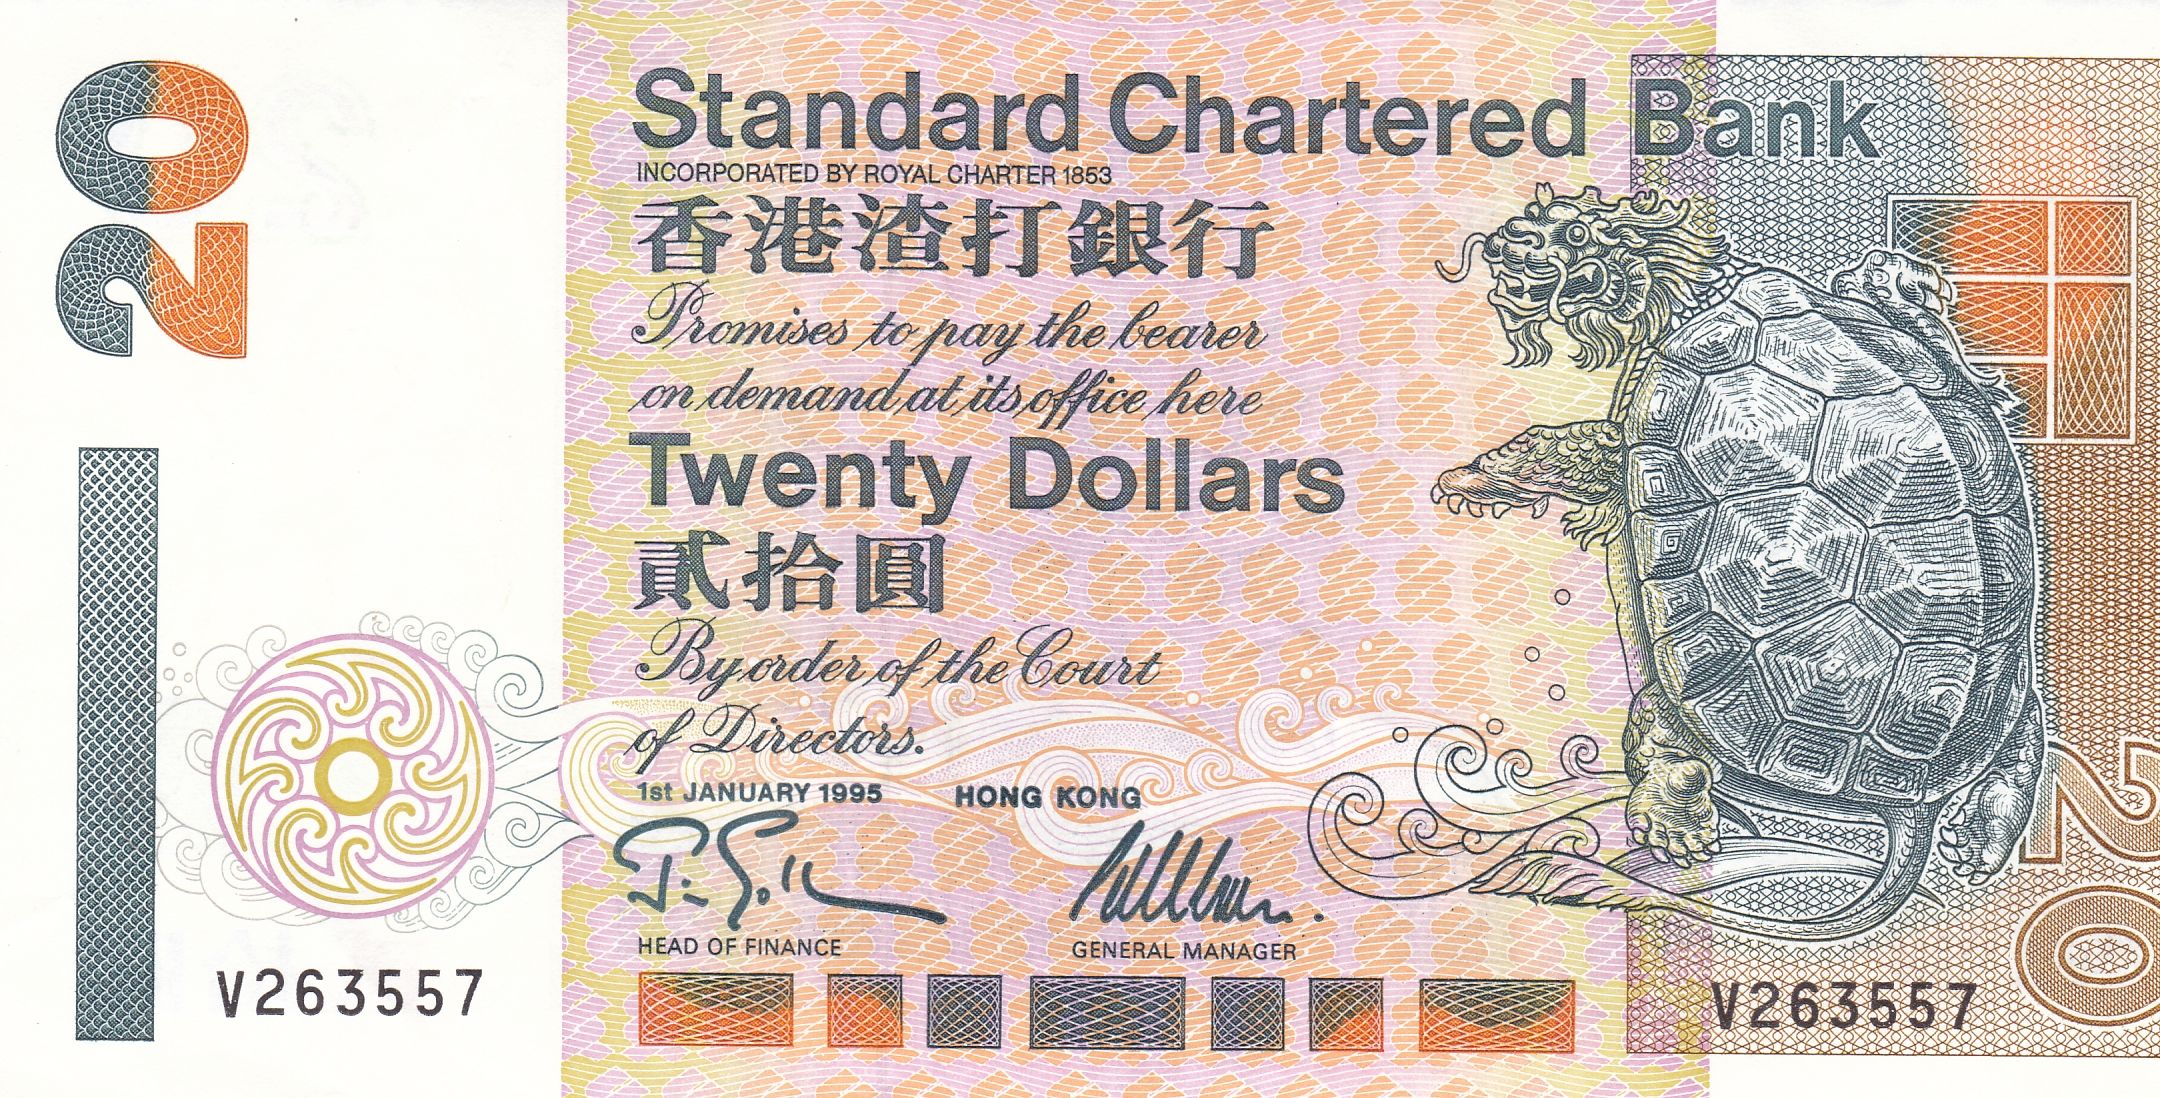 20
Standard Chartered Bank
INCORPORATED BY ROYAL CHARTER 1853
香港渣打銀行
Promises to pay the bearer
on demand at its office here
Twenty Dollars
貳拾圓
By order of the Court
of Directors.
1st JANUARY 1995 HONG KONG
HEAD OF FINANCE GENERAL MANAGER
V263557 V263557
20